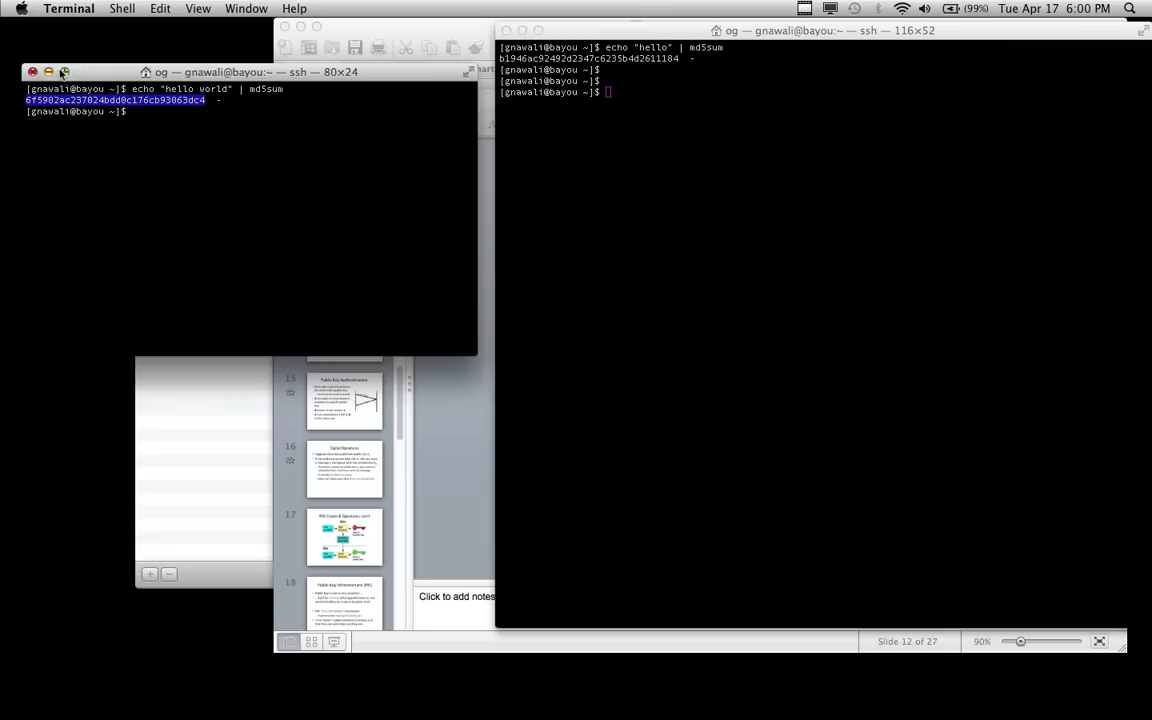 Terminal Shell Edit View Window Help (99%) Tue Apr 17 6:00 PM
og — gnawali@bayou:~ — ssh — 116×52
[gnawali@bayou ~]$ echo "hello" | md5sum
b1946ac92492d2347c6235b4d2611184 -
[gnawali@bayou ~]$
[gnawali@bayou ~]$
[gnawali@bayou ~]$
og — gnawali@bayou:~ — ssh — 80×24
[gnawali@bayou ~]$ echo "hello world" | md5sum
6f5902ac237024bdd0c176cb93063dc4 -
[gnawali@bayou ~]$
15
Public Key Authentication
16
Digital Signatures
17
RSA Crypto & Signatures, con't
18
Public Key Infrastructure (PKI)
Click to add notes
Slide 12 of 27 90%